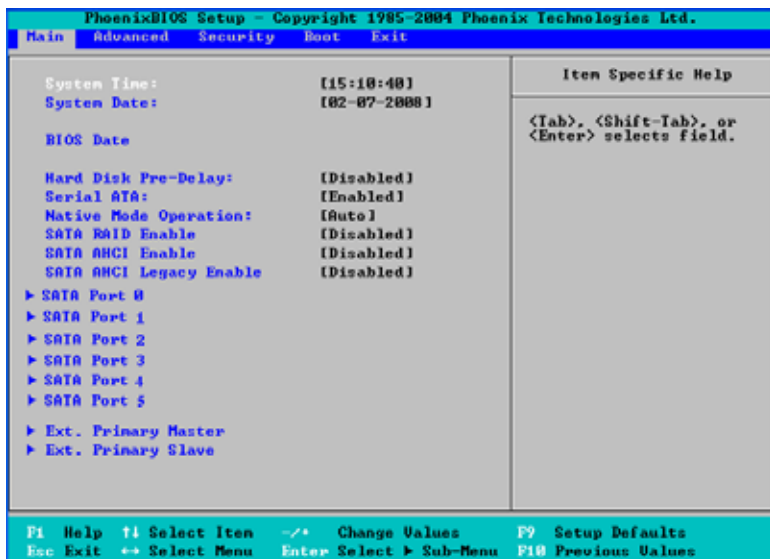 PhoenixBIOS Setup - Copyright 1985-2004 Phoenix Technologies Ltd.
Main Advanced Security Boot Exit
System Time: [15:10:40]
System Date: [02-07-2008]
BIOS Date
Hard Disk Pre-Delay: [Disabled]
Serial ATA: [Enabled]
Native Mode Operation: [Auto]
SATA RAID Enable [Disabled]
SATA AHCI Enable [Disabled]
SATA AHCI Legacy Enable [Disabled]
▶ SATA Port 0
▶ SATA Port 1
▶ SATA Port 2
▶ SATA Port 3
▶ SATA Port 4
▶ SATA Port 5
▶ Ext. Primary Master
▶ Ext. Primary Slave
Item Specific Help
<Tab>, <Shift-Tab>, or
<Enter> selects field.
F1 Help ↑↓ Select Item -/+ Change Values F9 Setup Defaults
Esc Exit ↔ Select Menu Enter Select ▶ Sub-Menu F10 Previous Values